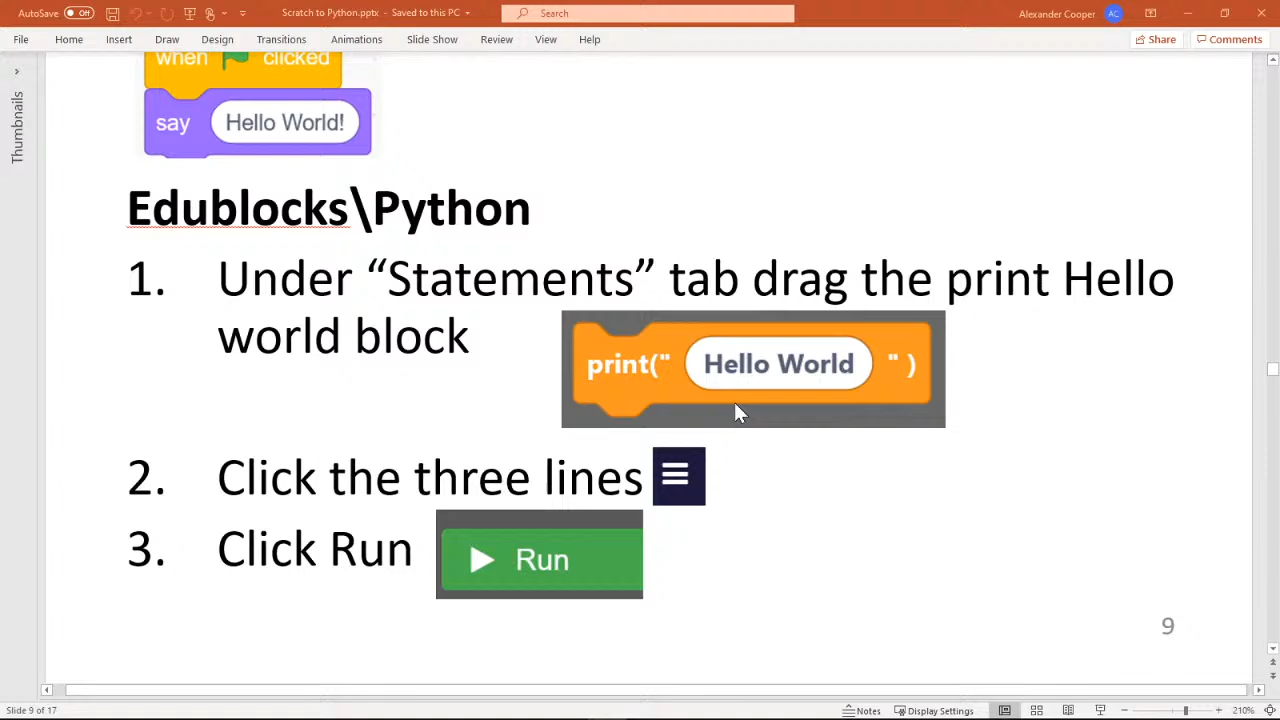 AutoSave Off Scratch to Python.pptx - Saved to this PC Search Alexander Cooper AC
File Home Insert Draw Design Transitions Animations Slide Show Review View Help Share Comments
Thumbnails
when clicked
say Hello World!
Edublocks\Python
1. Under “Statements” tab drag the print Hello
world block
print(" Hello World " )
2. Click the three lines
3. Click Run
Run
9
Slide 9 of 17 Notes Display Settings 210%